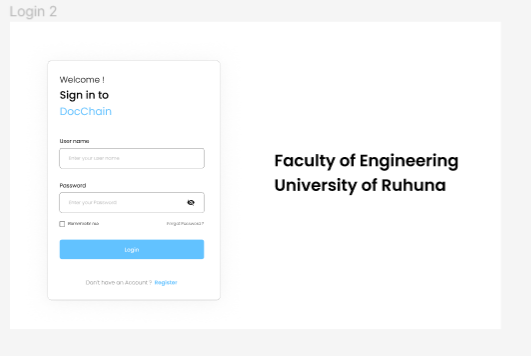 Login 2
Welcome !
Sign in to
DocChain
User name
Enter your user name
Password
Enter your Password
Remember me
Forgot Password?
Login
Don't have an Account ? Register
Faculty of Engineering
University of Ruhuna